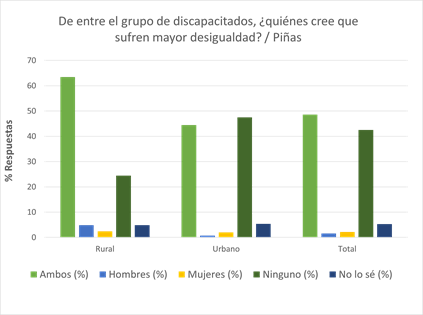 De entre el grupo de discapacitados, ¿quiénes cree que
sufren mayor desigualdad? / Piñas
% Respuestas
70
60
50
40
30
20
10
0
Rural
Urbano
Total
Ambos (%)
Hombres (%)
Mujeres (%)
Ninguno (%)
No lo sé (%)